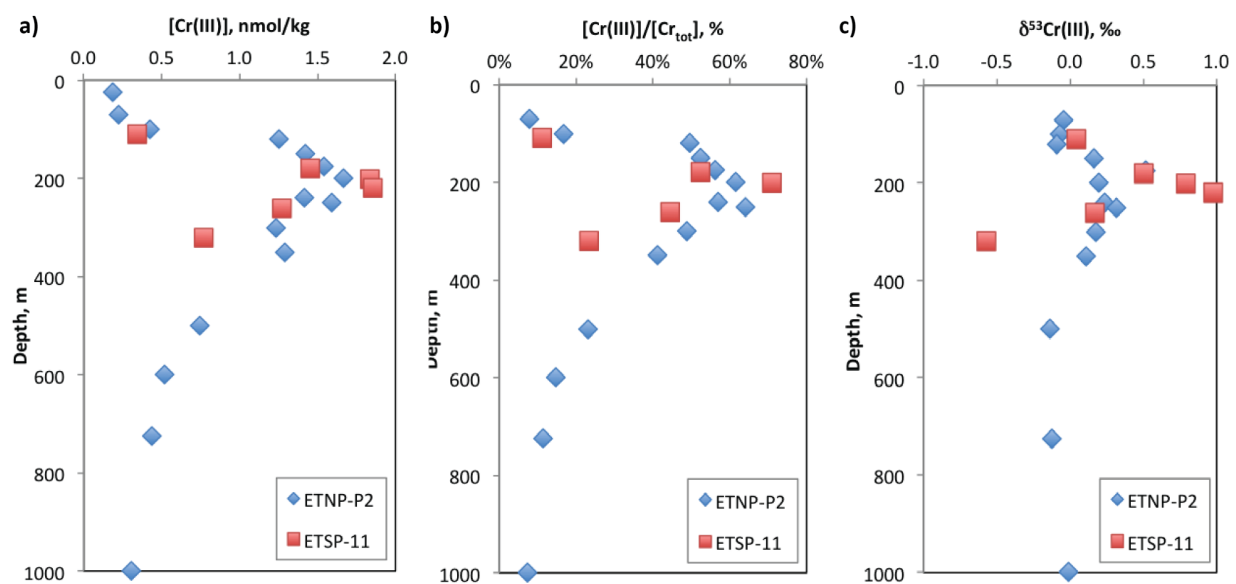 a)
[Cr(III)], nmol/kg
0.0 0.5 1.0 1.5 2.0
0
200
400
600
800
1000
Depth, m
ETNP-P2
ETSP-11
b)
[Cr(III)]/[Cr_tot], %
0% 20% 40% 60% 80%
0
200
400
600
800
1000
Depth, m
ETNP-P2
ETSP-11
c)
δ⁵³Cr(III), ‰
-1.0 -0.5 0.0 0.5 1.0
0
200
400
600
800
1000
Depth, m
ETNP-P2
ETSP-11